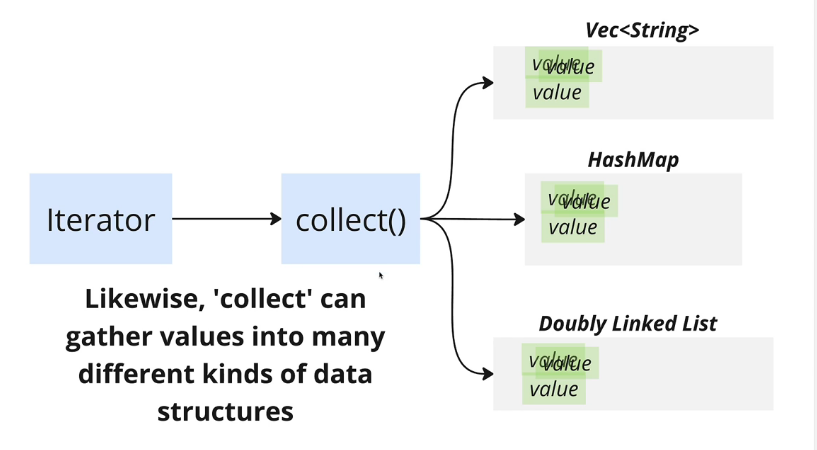 Vec<String>
value
value
value
HashMap
value
value
value
Iterator
collect()
Likewise, 'collect' can
gather values into many
different kinds of data
structures
Doubly Linked List
value
value
value